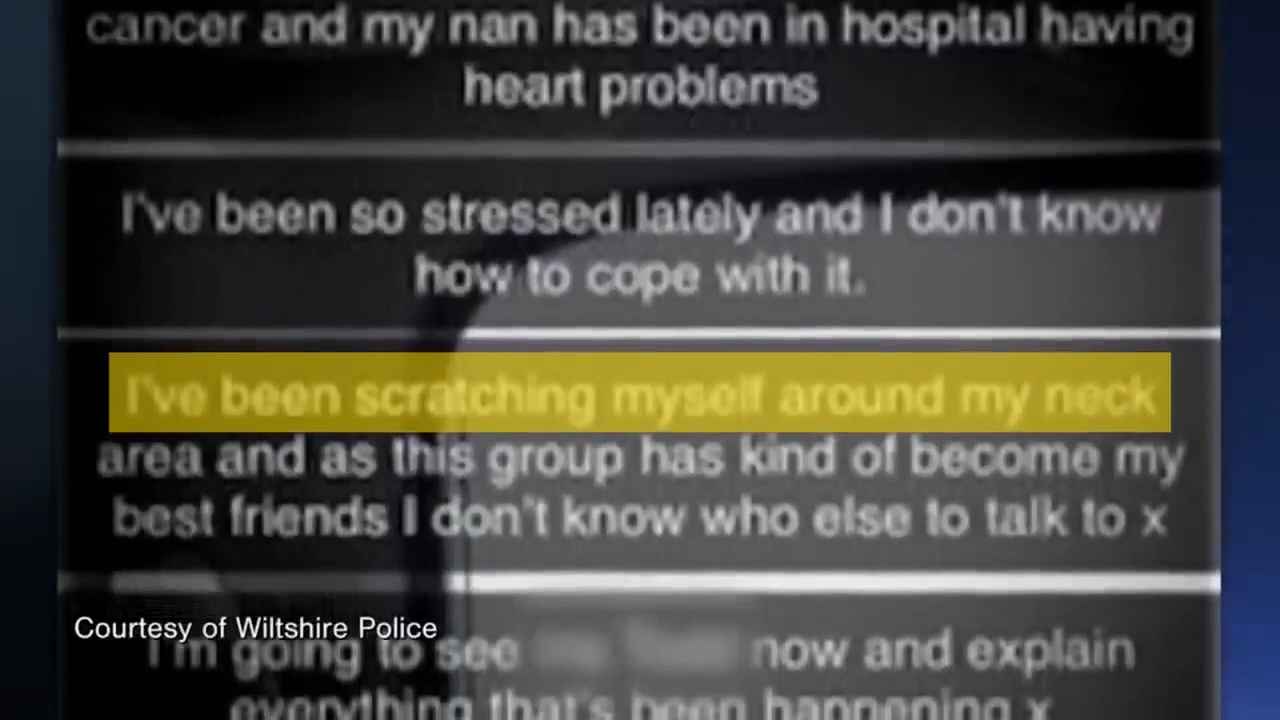 cancer and my nan has been in hospital having
heart problems
I've been so stressed lately and I don't know
how to cope with it.
I've been scratching myself around my neck
area and as this group has kind of become my
best friends I don't know who else to talk to x
Courtesy of Wiltshire Police
I'm going to see now and explain
everything that's been happening x